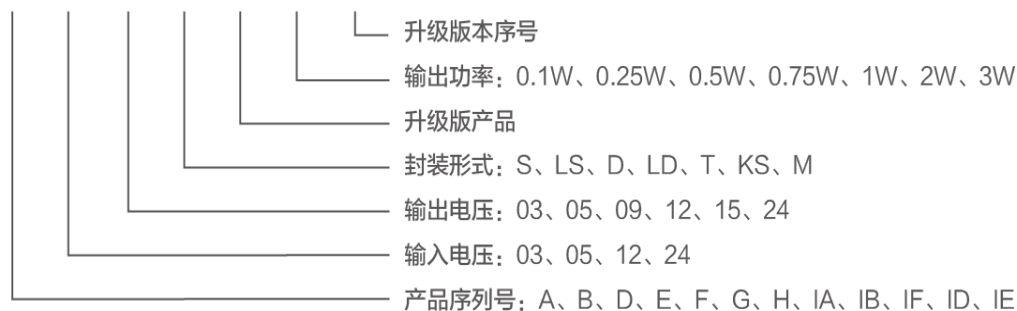 升级版本序号
输出功率：0.1W、0.25W、0.5W、0.75W、1W、2W、3W
升级版产品
封装形式：S、LS、D、LD、T、KS、M
输出电压：03、05、09、12、15、24
输入电压：03、05、12、24
产品序列号：A、B、D、E、F、G、H、IA、IB、IF、ID、IE